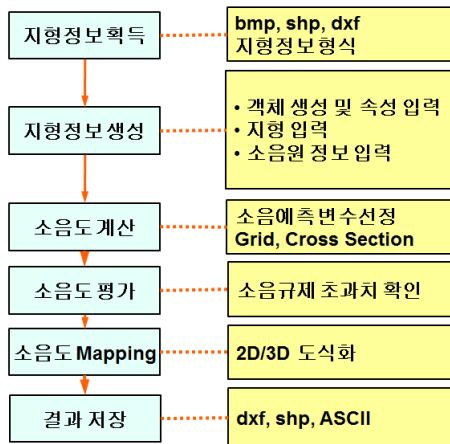 지형정보획득
bmp, shp, dxf
지형정보형식
지형정보생성
• 객체 생성 및 속성 입력
• 지형 입력
• 소음원 정보 입력
소음도 계산
소음예측변수선정
Grid, Cross Section
소음도 평가
소음규제 초과치 확인
소음도 Mapping
2D/3D 도식화
결과 저장
dxf, shp, ASCII